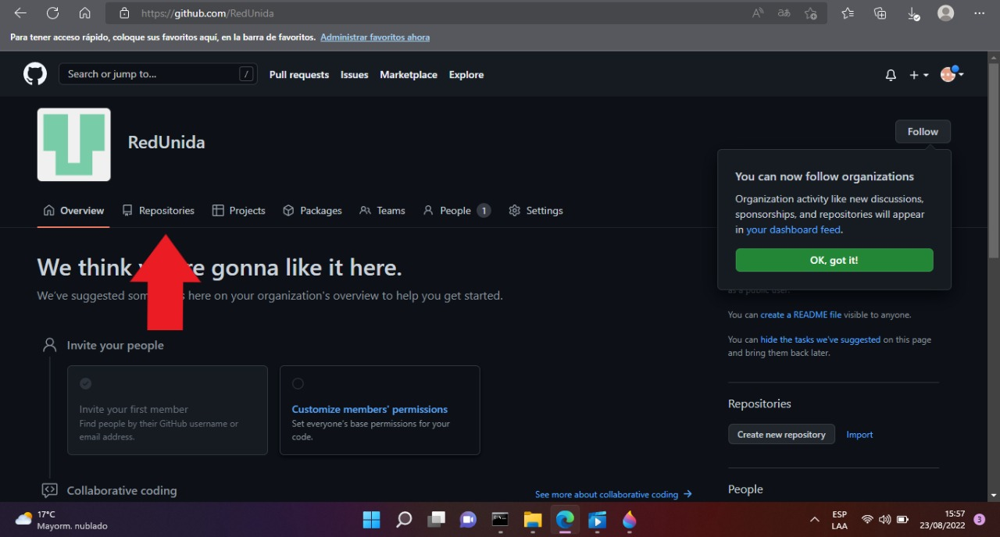 https://github.com/RedUnida
Para tener acceso rápido, coloque sus favoritos aquí, en la barra de favoritos. Administrar favoritos ahora
Search or jump to... /
Pull requests Issues Marketplace Explore
RedUnida
Follow
You can now follow organizations
Organization activity like new discussions,
sponsorships, and repositories will appear
in your dashboard feed.
OK, got it!
Overview Repositories Projects Packages Teams People 1 Settings
We think gonna like it here.
We've suggested here on your organization's overview to help you get started.
as a public user.
You can create a README file visible to anyone.
You can hide the tasks we've suggested on this page
and bring them back later.
Invite your people
Invite your first member
Find people by their GitHub username or
email address.
Customize members' permissions
Set everyone's base permissions for your
code.
Repositories
Create new repository Import
People
Collaborative coding
See more about collaborative coding →
17°C
Mayorm. nublado
ESP
LAA
15:57
23/08/2022
3